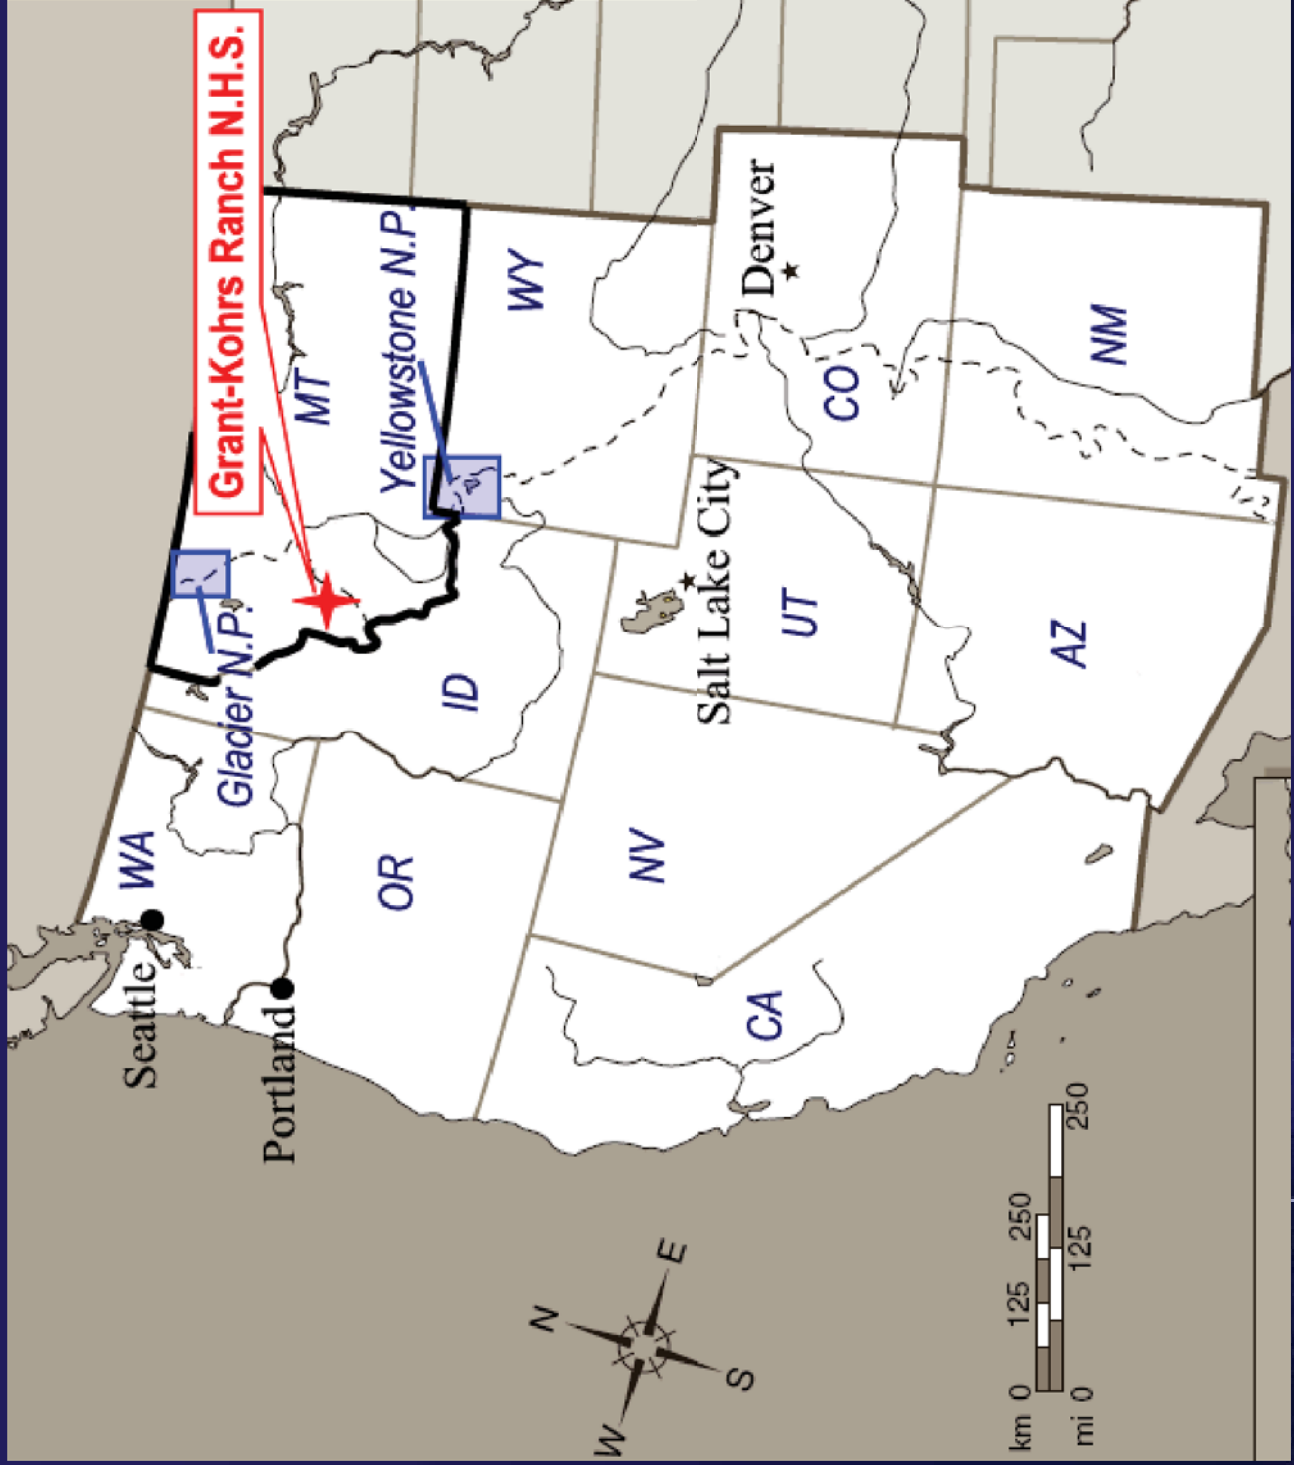 Grant-Kohrs Ranch N.H.S.
Seattle
WA
Glacier N.P.
MT
Portland
OR
ID
Yellowstone N.P.
WY
NV
Salt Lake City
UT
Denver
CO
CA
AZ
NM
N
W
E
S
km 0 125 250
mi 0 125 250